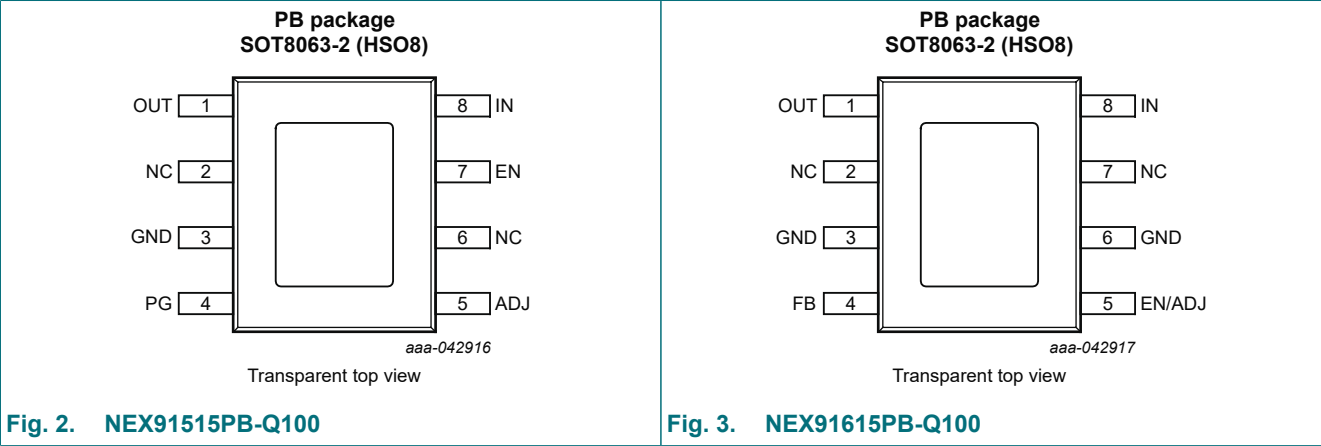 PB package
SOT8063-2 (HSO8)
OUT 1 8 IN
NC 2 7 EN
GND 3 6 NC
PG 4 5 ADJ
aaa-042916
Transparent top view
Fig. 2. NEX91515PB-Q100
PB package
SOT8063-2 (HSO8)
OUT 1 8 IN
NC 2 7 NC
GND 3 6 GND
FB 4 5 EN/ADJ
aaa-042917
Transparent top view
Fig. 3. NEX91615PB-Q100